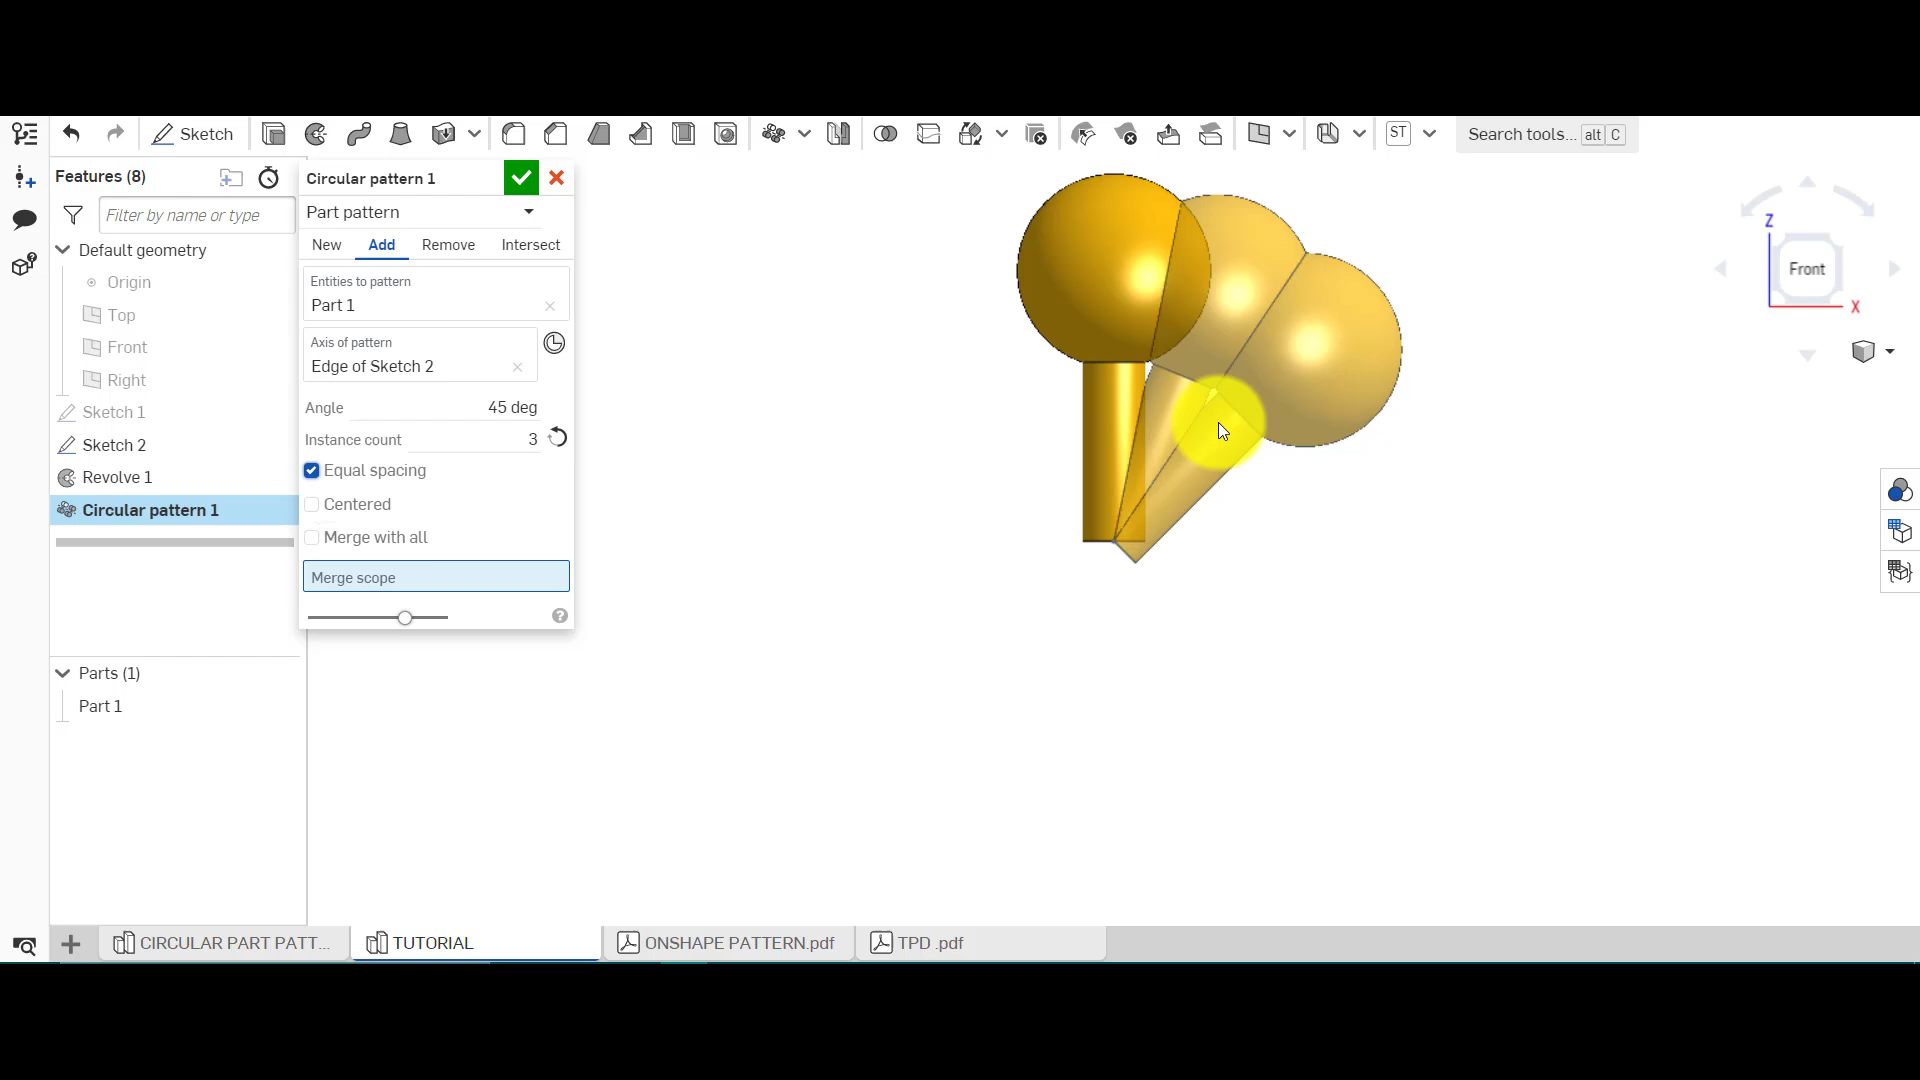 Sketch
ST
Search tools... alt C
Features (8)
Filter by name or type
Default geometry
Origin
Top
Front
Right
Sketch 1
Sketch 2
Revolve 1
Circular pattern 1
Parts (1)
Part 1
Circular pattern 1
Part pattern
New Add Remove Intersect
Entities to pattern
Part 1
Axis of pattern
Edge of Sketch 2
Angle 45 deg
Instance count 3
Equal spacing
Centered
Merge with all
Merge scope
Z
Front
X
CIRCULAR PART PATT... TUTORIAL ONSHAPE PATTERN.pdf TPD .pdf